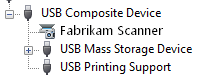 USB Composite Device
Fabrikam Scanner
USB Mass Storage Device
USB Printing Support